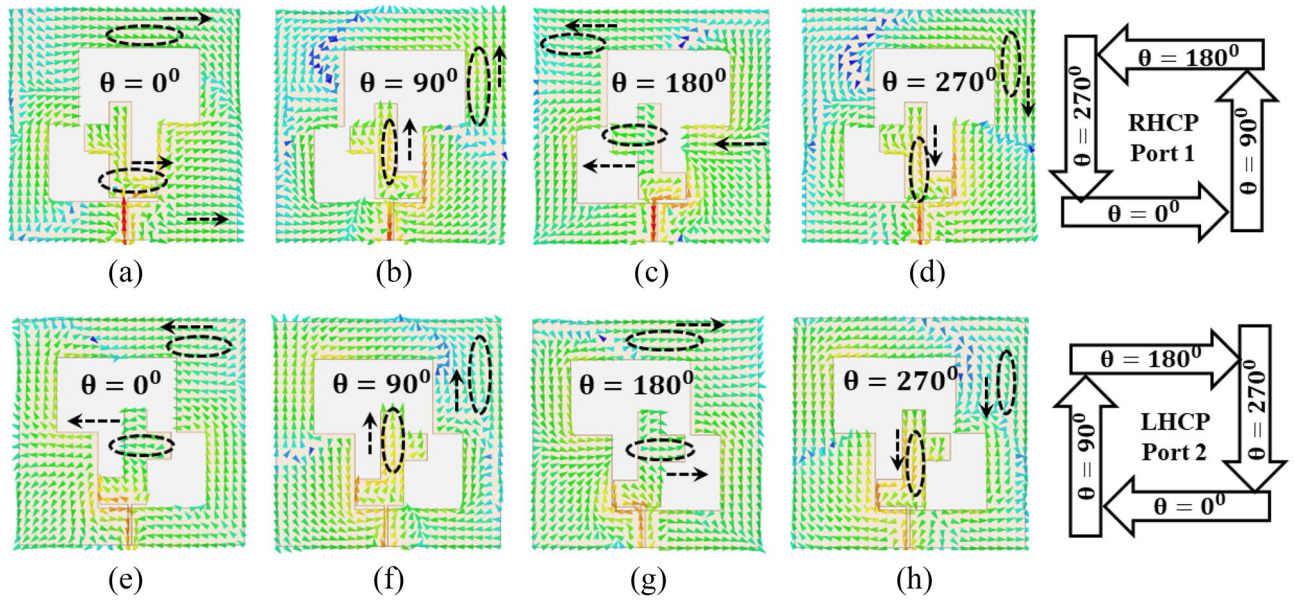 θ = 0⁰
θ = 90⁰
θ = 180⁰
θ = 270⁰
θ = 180⁰
θ = 270⁰
RHCP
Port 1
θ = 90⁰
θ = 0⁰
(a)
(b)
(c)
(d)
θ = 0⁰
θ = 90⁰
θ = 180⁰
θ = 270⁰
θ = 180⁰
θ = 90⁰
LHCP
Port 2
θ = 270⁰
θ = 0⁰
(e)
(f)
(g)
(h)